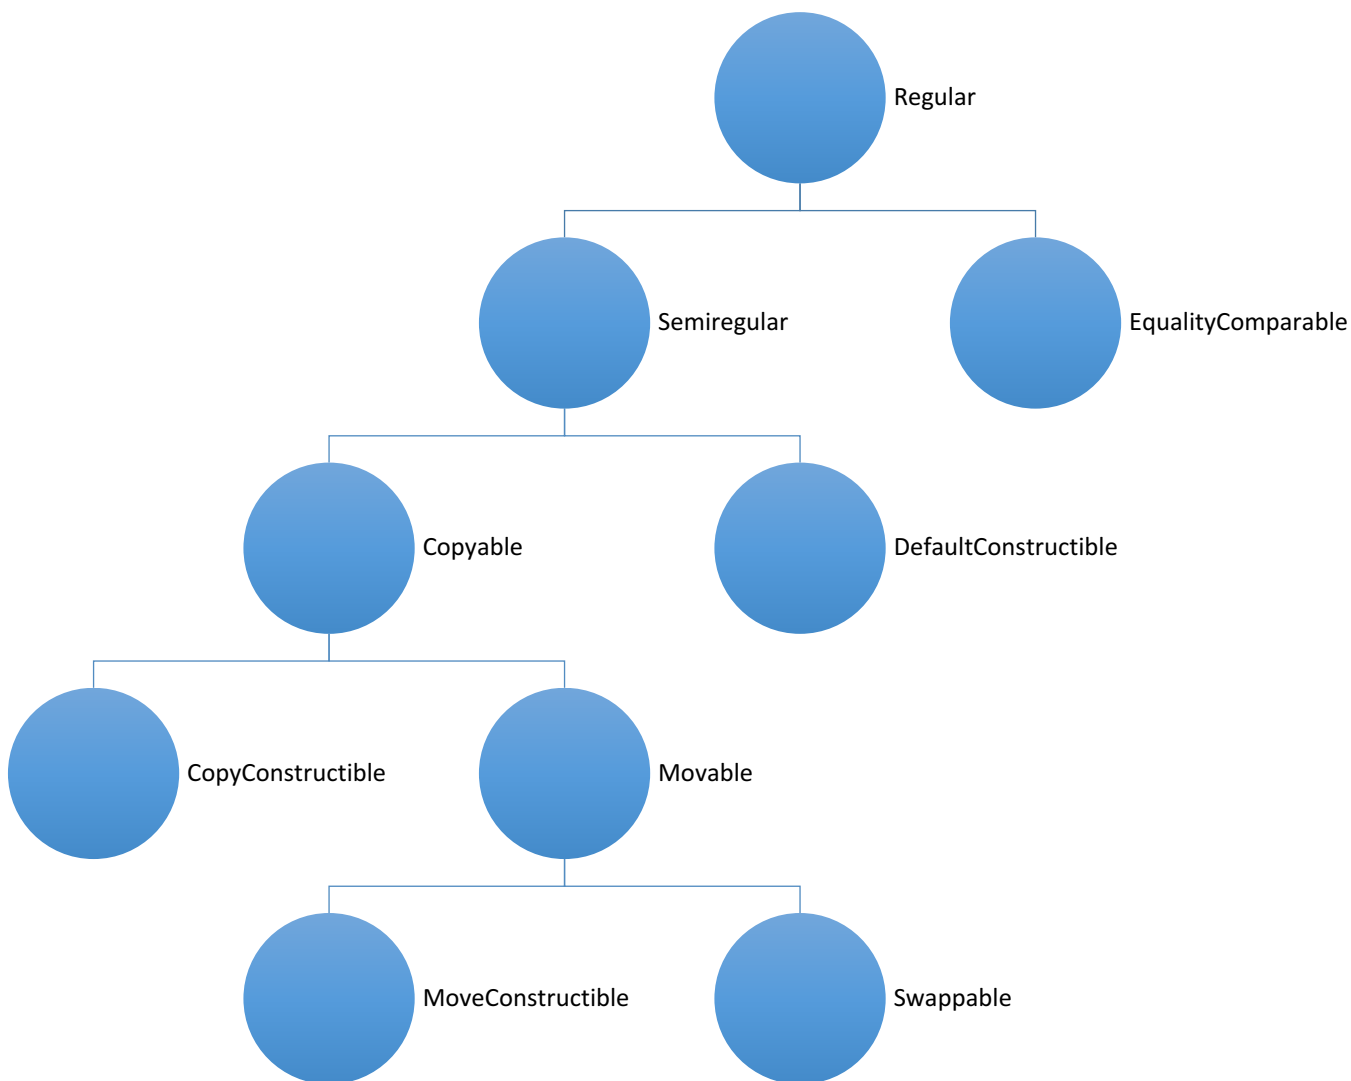 Regular
Semiregular
EqualityComparable
Copyable
DefaultConstructible
CopyConstructible
Movable
MoveConstructible
Swappable